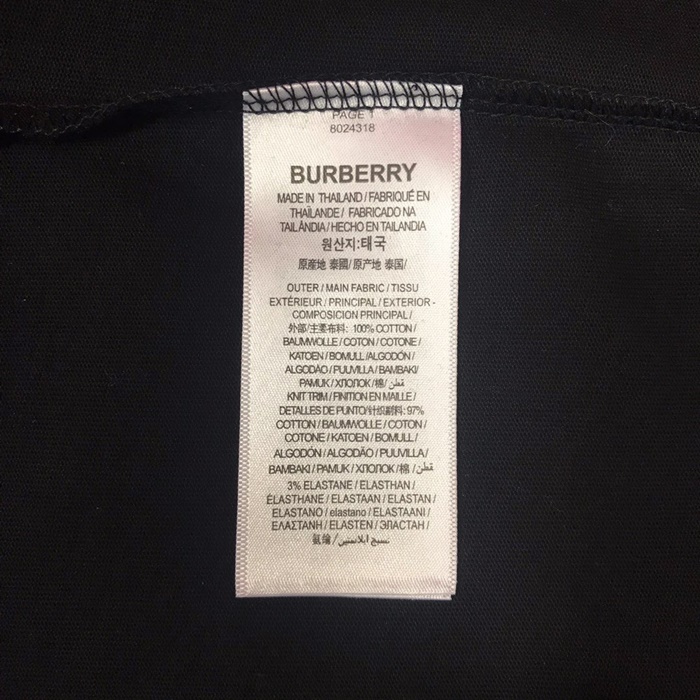 PAGE 1
8024318
BURBERRY
MADE IN THAILAND / FABRIQUÉ EN
THAÏLANDE / FABRICADO NA
TAILÂNDIA / HECHO EN TAILANDIA
원산지:태국
原産地 泰國/ 原产地 泰国/
OUTER / MAIN FABRIC / TISSU
EXTÉRIEUR / PRINCIPAL / EXTERIOR -
COMPOSICION PRINCIPAL /
外部/主要布料: 100% COTTON /
BAUMWOLLE / COTON / COTONE /
KATOEN / BOMULL /ALGODÓN /
ALGODÃO / PUUVILLA / BAMBAKI/
PAMUK / ХЛОПОК /棉/ قطن /
KNIT TRIM / FINITION EN MAILLE /
DETALLES DE PUNTO/针织副料: 97%
COTTON / BAUMWOLLE / COTON /
COTONE / KATOEN / BOMULL /
ALGODÓN / ALGODÃO / PUUVILLA /
BAMBAKI / PAMUK / ХЛОПОК /棉 / قطن /
3% ELASTANE / ELASTHAN /
ÉLASTHANE / ELASTAAN / ELASTAN /
ELASTANO / elastano / ELASTAANI /
ΕΛΑΣΤΑΝΗ / ELASTEN / ЭЛАСТАН /
氨纶 / نسيج ايلاستين /